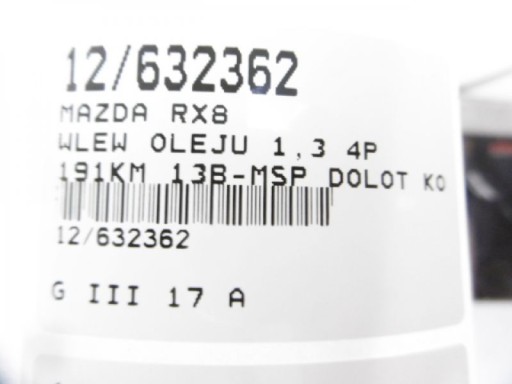 12/632362
MAZDA RX8
WLEW OLEJU 1,3 4P
191KM 13B-MSP DOLOT KO
12/632362
G III 17 A